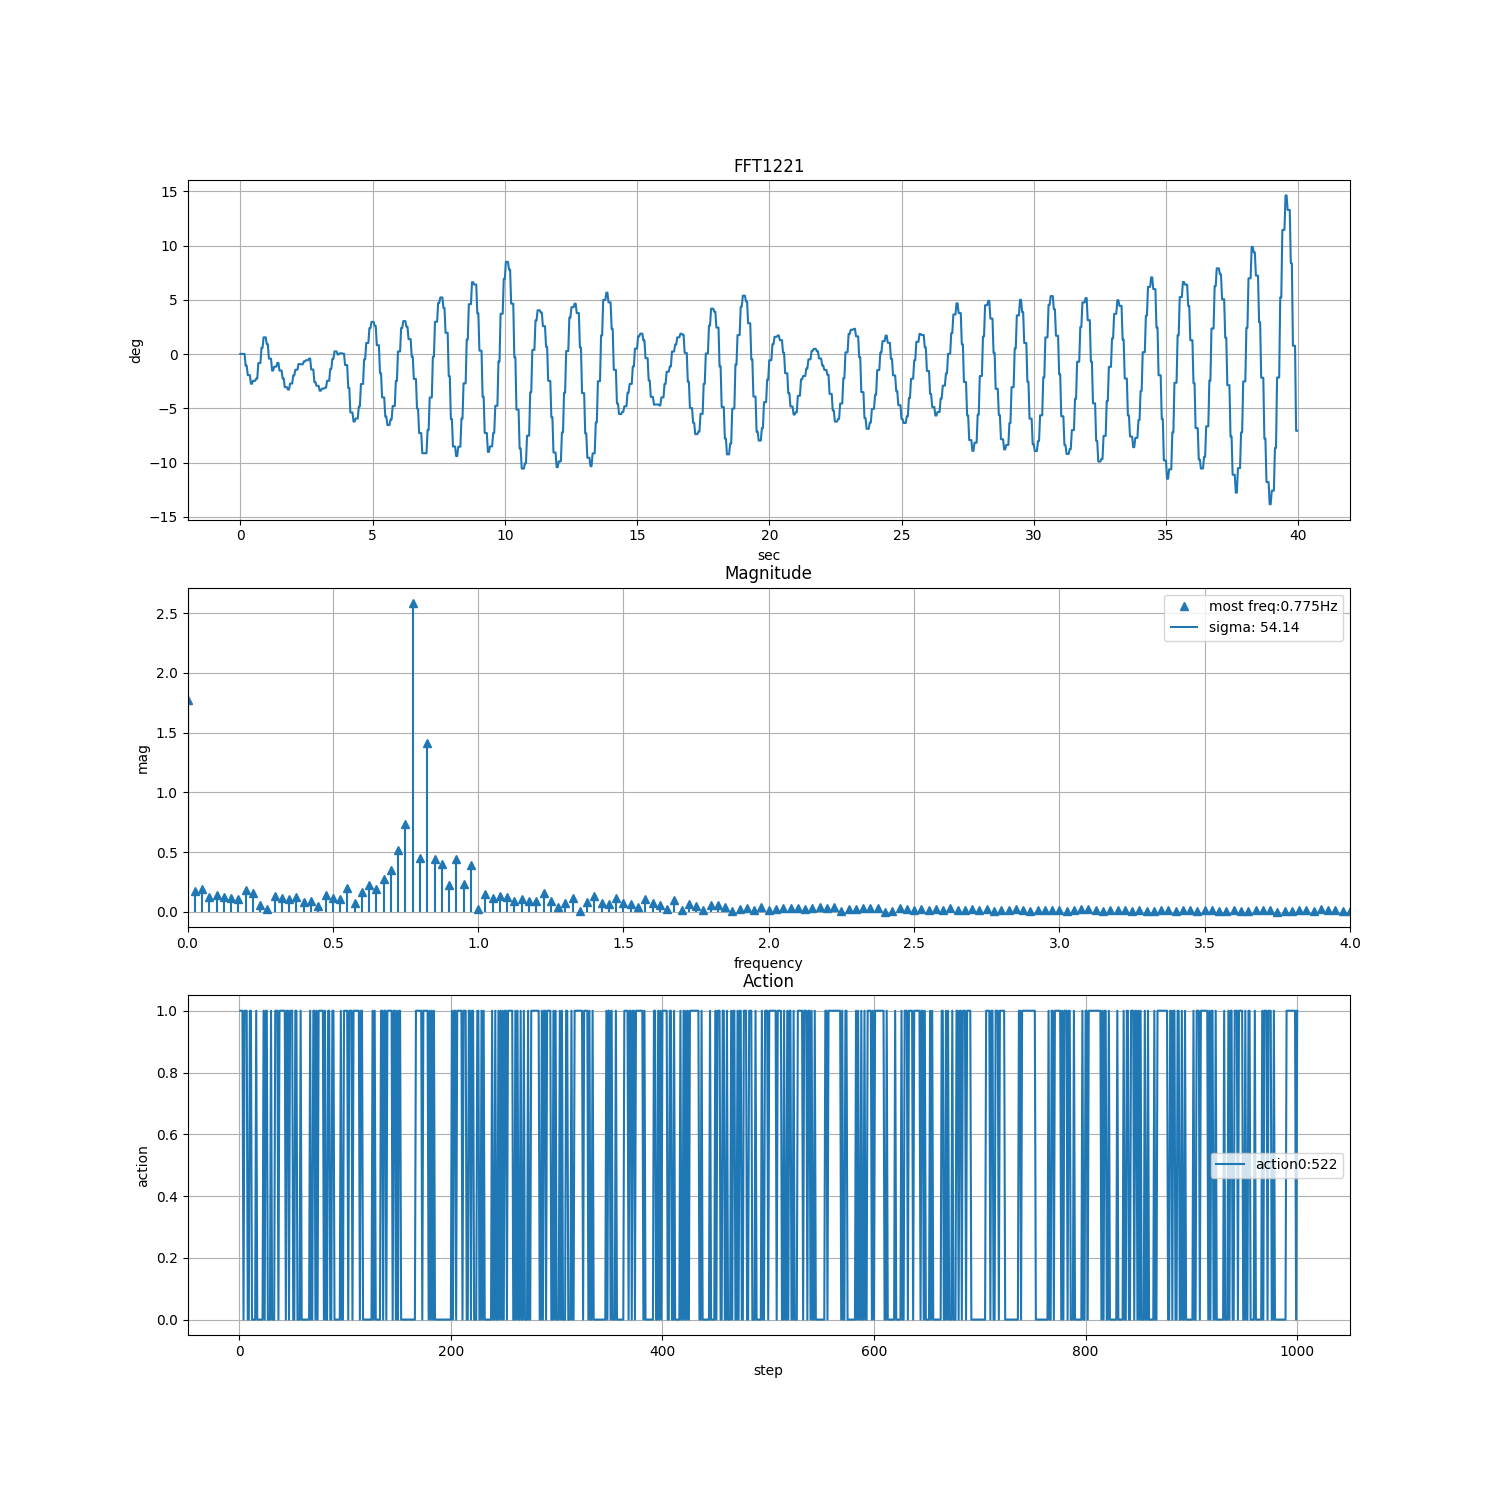 FFT1221
15
10
5
0
−5
−10
−15
deg
0 5 10 15 20 25 30 35 40
sec
Magnitude
2.5
2.0
1.5
1.0
0.5
0.0
mag
most freq:0.775Hz
sigma: 54.14
0.0 0.5 1.0 1.5 2.0 2.5 3.0 3.5 4.0
frequency
Action
1.0
0.8
0.6
0.4
0.2
0.0
action
action0:522
0 200 400 600 800 1000
step